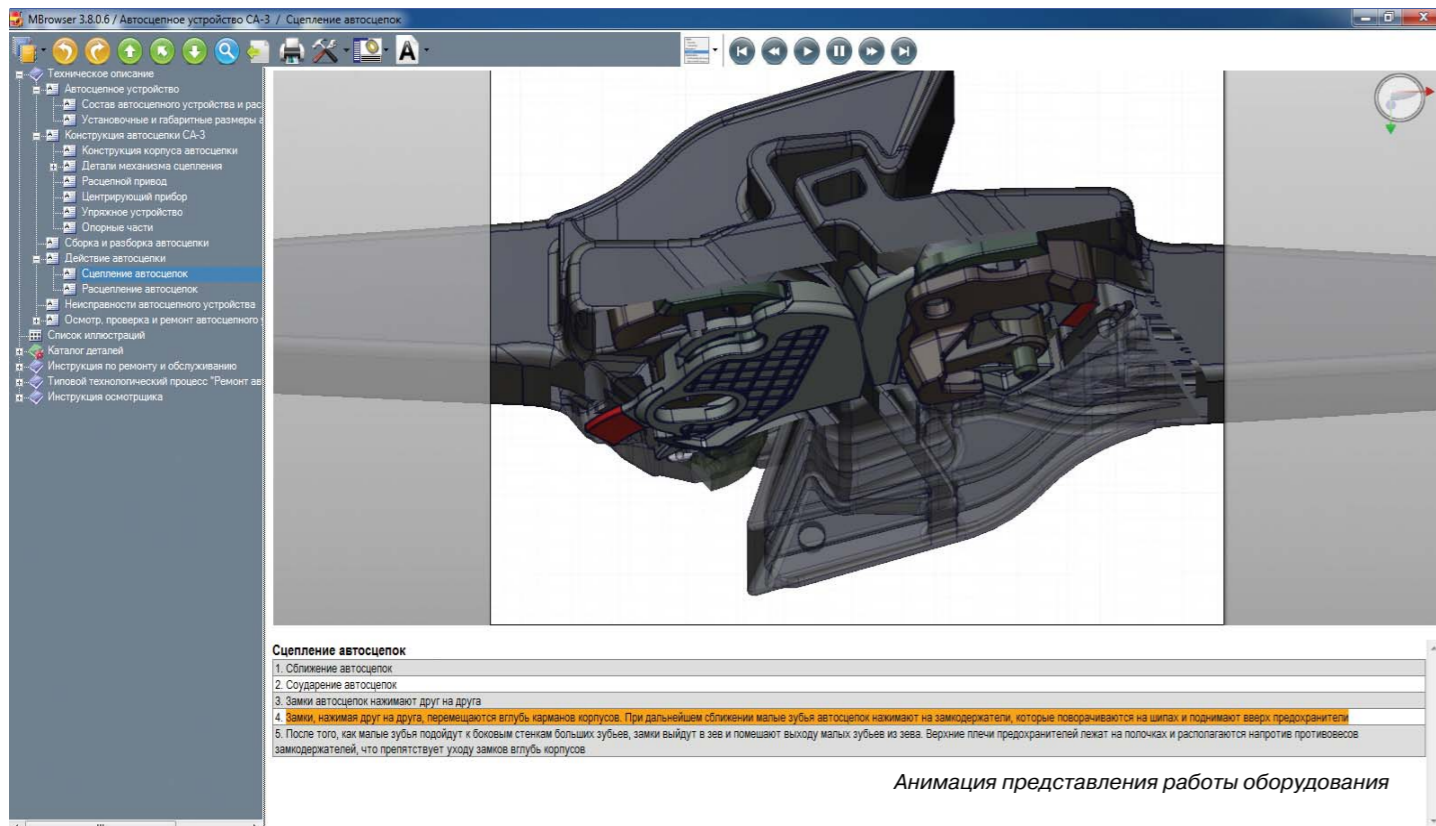 MBrowser 3.8.0.6 / Автосцепное устройство СА-3 / Сцепление автосцепок
Техническое описание
Автосцепное устройство
Состав автосцепного устройства и рас
Установочные и габаритные размеры а
Конструкция автосцепки СА-3
Конструкция корпуса автосцепки
Детали механизма сцепления
Расцепной привод
Центрирующий прибор
Упряжное устройство
Опорные части
Сборка и разборка автосцепки
Действие автосцепки
Сцепление автосцепок
Расцепление автосцепок
Неисправности автосцепного устройства
Осмотр, проверка и ремонт автосцепного
Список иллюстраций
Каталог деталей
Инструкция по ремонту и обслуживанию
Типовой технологический процесс "Ремонт ав
Инструкция осмотрщика
Сцепление автосцепок
1. Сближение автосцепок
2. Соударение автосцепок
3. Замки автосцепок нажимают друг на друга
4. Замки, нажимая друг на друга, перемещаются вглубь карманов корпусов. При дальнейшем сближении малые зубья автосцепок нажимают на замкодержатели, которые поворачиваются на шипах и поднимают вверх предохранители
5. После того, как малые зубья подойдут к боковым стенкам больших зубьев, замки выйдут в зев и помешают выходу малых зубьев из зева. Верхние плечи предохранителей лежат на полочках и располагаются напротив противовесов
замкодержателей, что препятствует уходу замков вглубь корпусов
Анимация представления работы оборудования